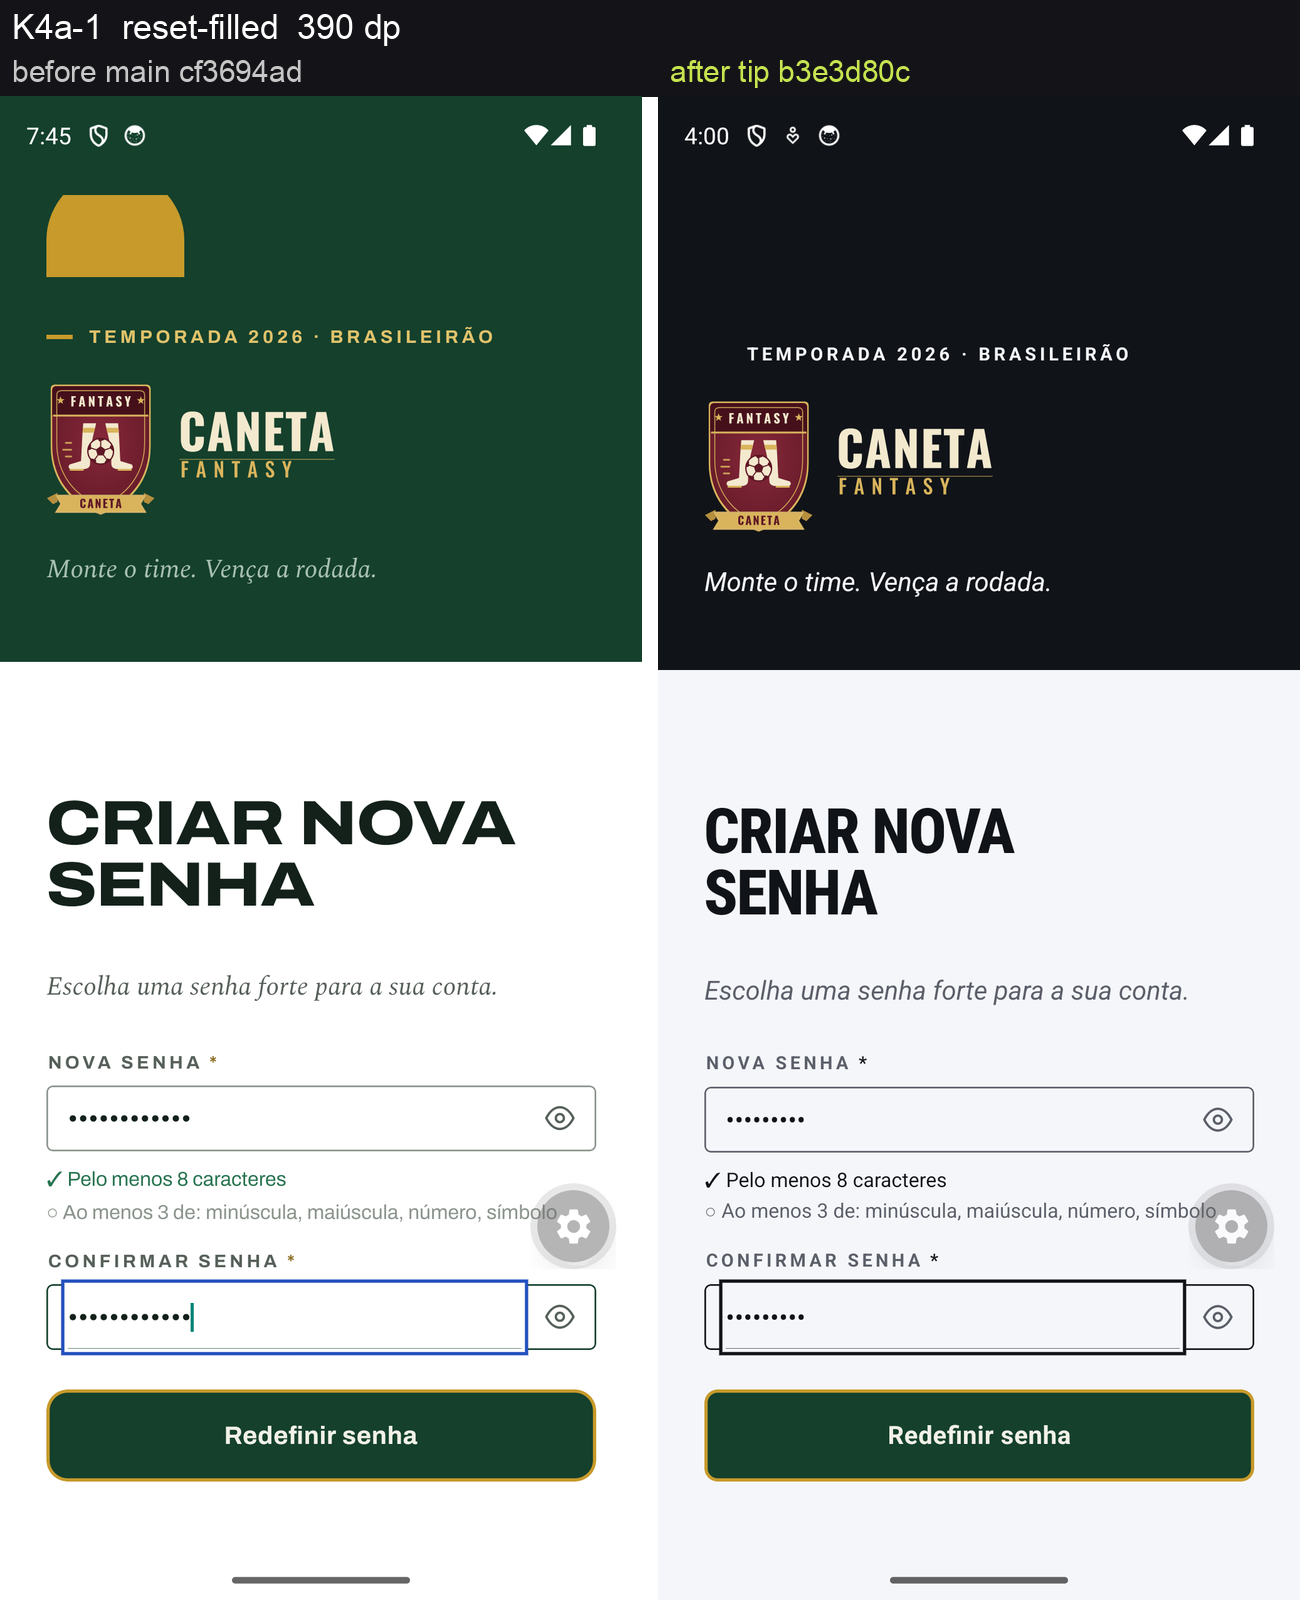 K4a-1 reset-filled 390 dp
before main cf3694ad
after tip b3e3d80c
7:45
TEMPORADA 2026 · BRASILEIRÃO
FANTASY
CANETA
CANETA
FANTASY
Monte o time. Vença a rodada.
CRIAR NOVA
SENHA
Escolha uma senha forte para a sua conta.
NOVA SENHA *
••••••••••••
✓ Pelo menos 8 caracteres
○ Ao menos 3 de: minúscula, maiúscula, número, símbolo
CONFIRMAR SENHA *
••••••••••••
Redefinir senha
4:00
TEMPORADA 2026 · BRASILEIRÃO
FANTASY
CANETA
CANETA
FANTASY
Monte o time. Vença a rodada.
CRIAR NOVA
SENHA
Escolha uma senha forte para a sua conta.
NOVA SENHA *
•••••••••
✓ Pelo menos 8 caracteres
○ Ao menos 3 de: minúscula, maiúscula, número, símbolo
CONFIRMAR SENHA *
•••••••••
Redefinir senha